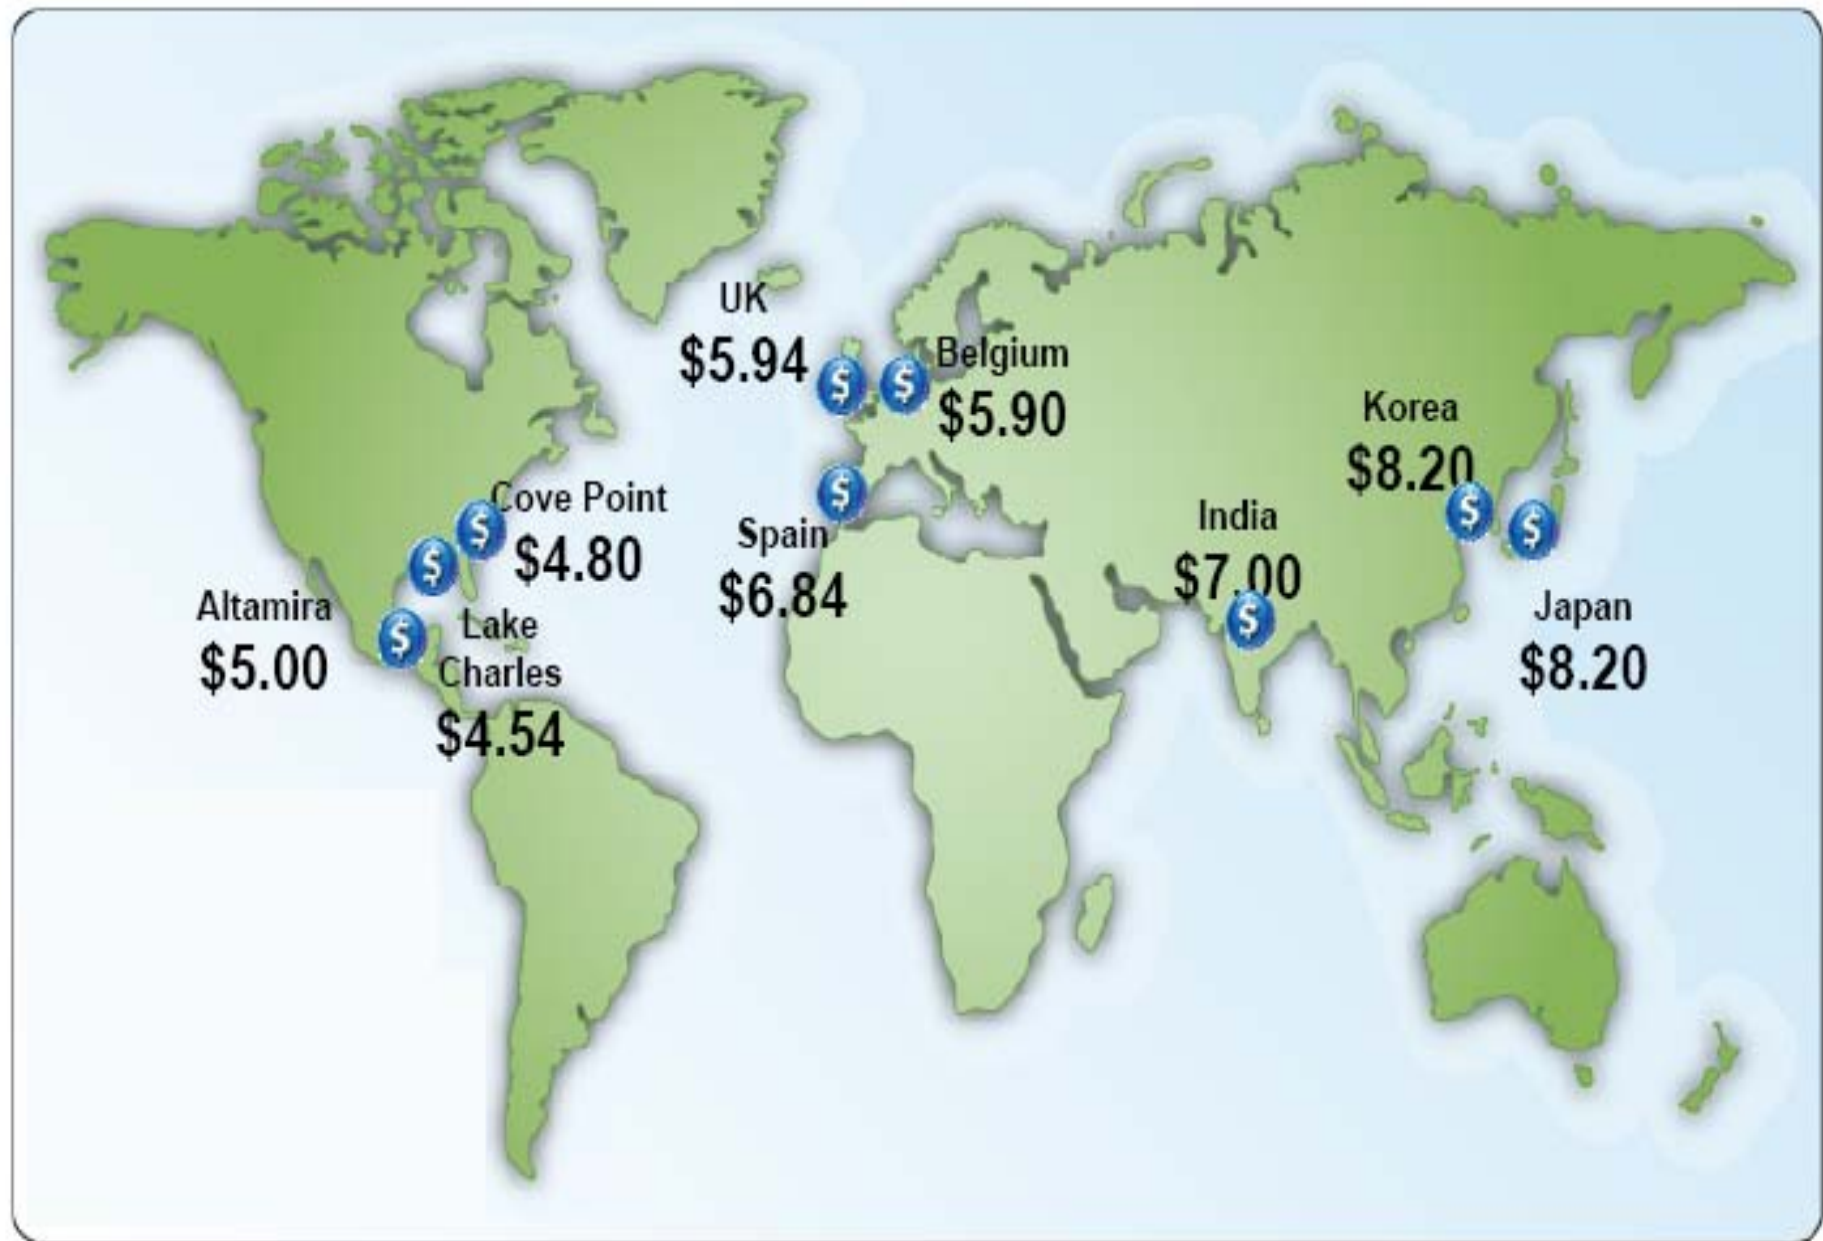 UK
$5.94
Belgium
$5.90
Korea
$8.20
Cove Point
$4.80
India
$7.00
Spain
$6.84
Altamira
$5.00
Lake
Charles
$4.54
Japan
$8.20
$
$
$
$
$
$
$
$
$